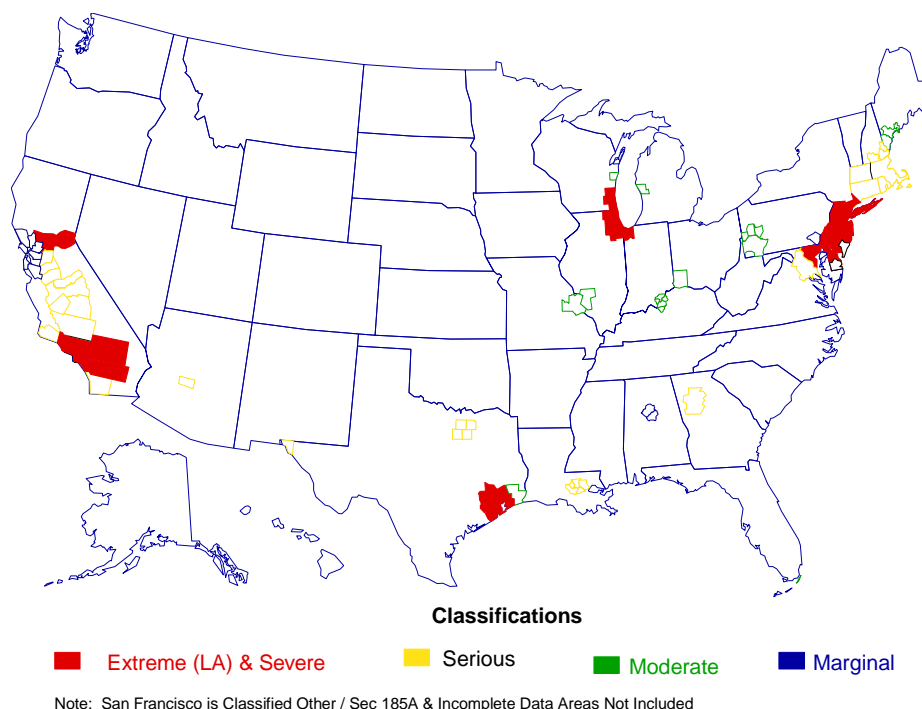 Classifications
Extreme (LA) & Severe
Serious
Moderate
Marginal
Note: San Francisco is Classified Other / Sec 185A & Incomplete Data Areas Not Included